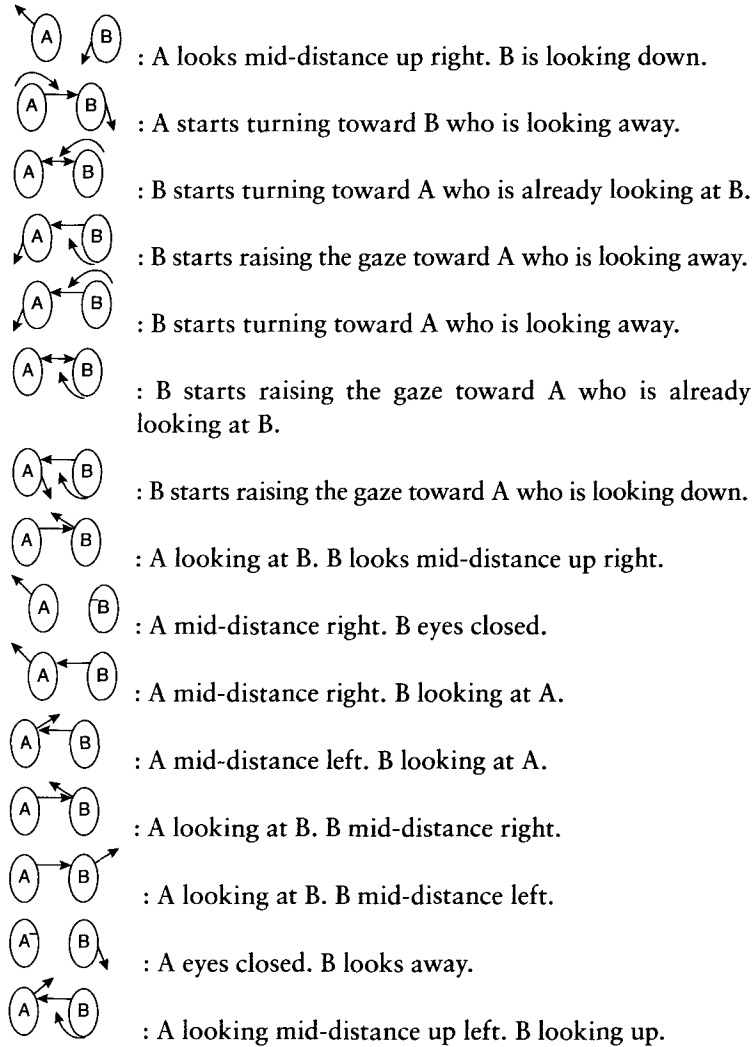 A B : A looks mid-distance up right. B is looking down.
A B : A starts turning toward B who is looking away.
A B : B starts turning toward A who is already looking at B.
A B : B starts raising the gaze toward A who is looking away.
A B : B starts turning toward A who is looking away.
A B : B starts raising the gaze toward A who is already
looking at B.
A B : B starts raising the gaze toward A who is looking down.
A B : A looking at B. B looks mid-distance up right.
A B : A mid-distance right. B eyes closed.
A B : A mid-distance right. B looking at A.
A B : A mid-distance left. B looking at A.
A B : A looking at B. B mid-distance right.
A B : A looking at B. B mid-distance left.
A B : A eyes closed. B looks away.
A B : A looking mid-distance up left. B looking up.